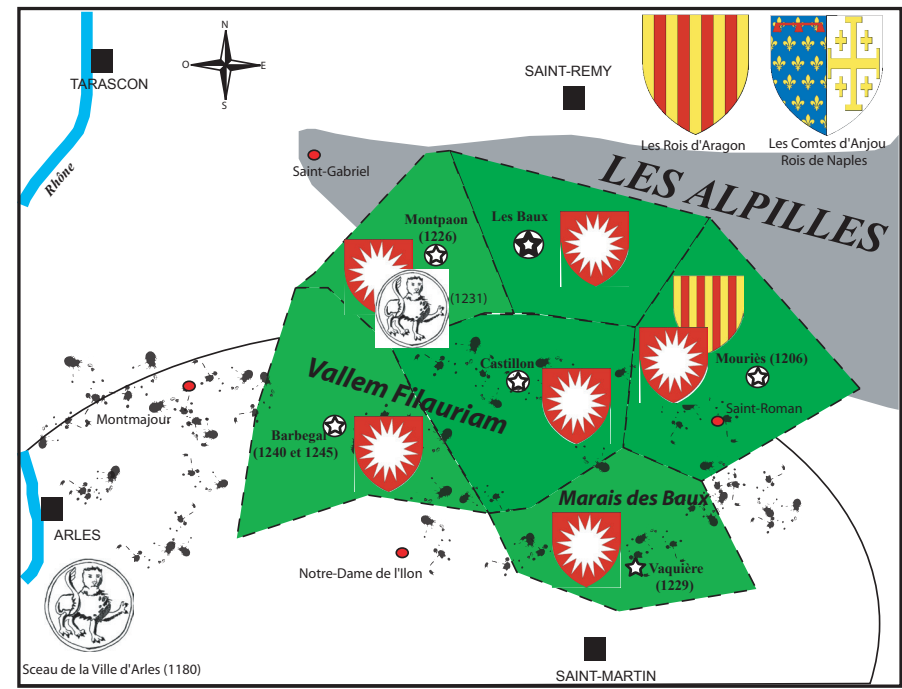 N
O
E
S
TARASCON
Rhône
SAINT-REMY
Les Rois d'Aragon
Les Comtes d'Anjou
Rois de Naples
Saint-Gabriel
LES ALPILLES
Montpaon
(1226)
Les Baux
(1231)
Mouriès (1206)
Castillon
Vallem Filauriam
Saint-Roman
Montmajour
Barbegal
(1240 et 1245)
Marais des Baux
ARLES
Notre-Dame de l'Ilon
Vaquière
(1229)
Sceau de la Ville d'Arles (1180)
SAINT-MARTIN